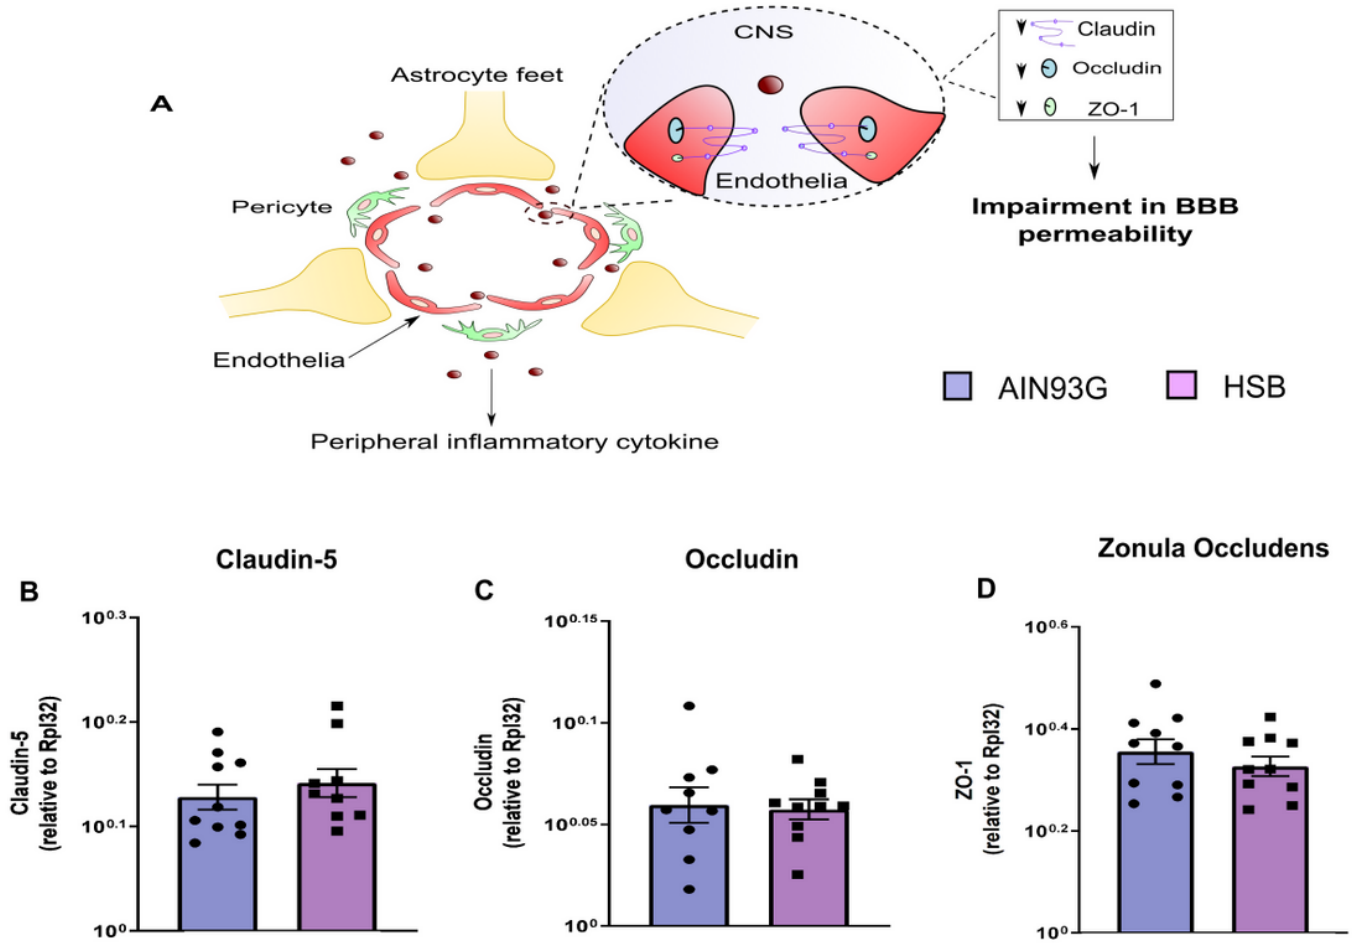 A
Astrocyte feet
Pericyte
Endothelia
Peripheral inflammatory cytokine
CNS
Endothelia
Claudin
Occludin
ZO-1
Impairment in BBB
permeability
AIN93G
HSB
B
Claudin-5
Claudin-5
(relative to Rpl32)
10^0.3
10^0.2
10^0.1
10^0
C
Occludin
Occludin
(relative to Rpl32)
10^0.15
10^0.1
10^0.05
10^0
D
Zonula Occludens
ZO-1
(relative to Rpl32)
10^0.6
10^0.4
10^0.2
10^0